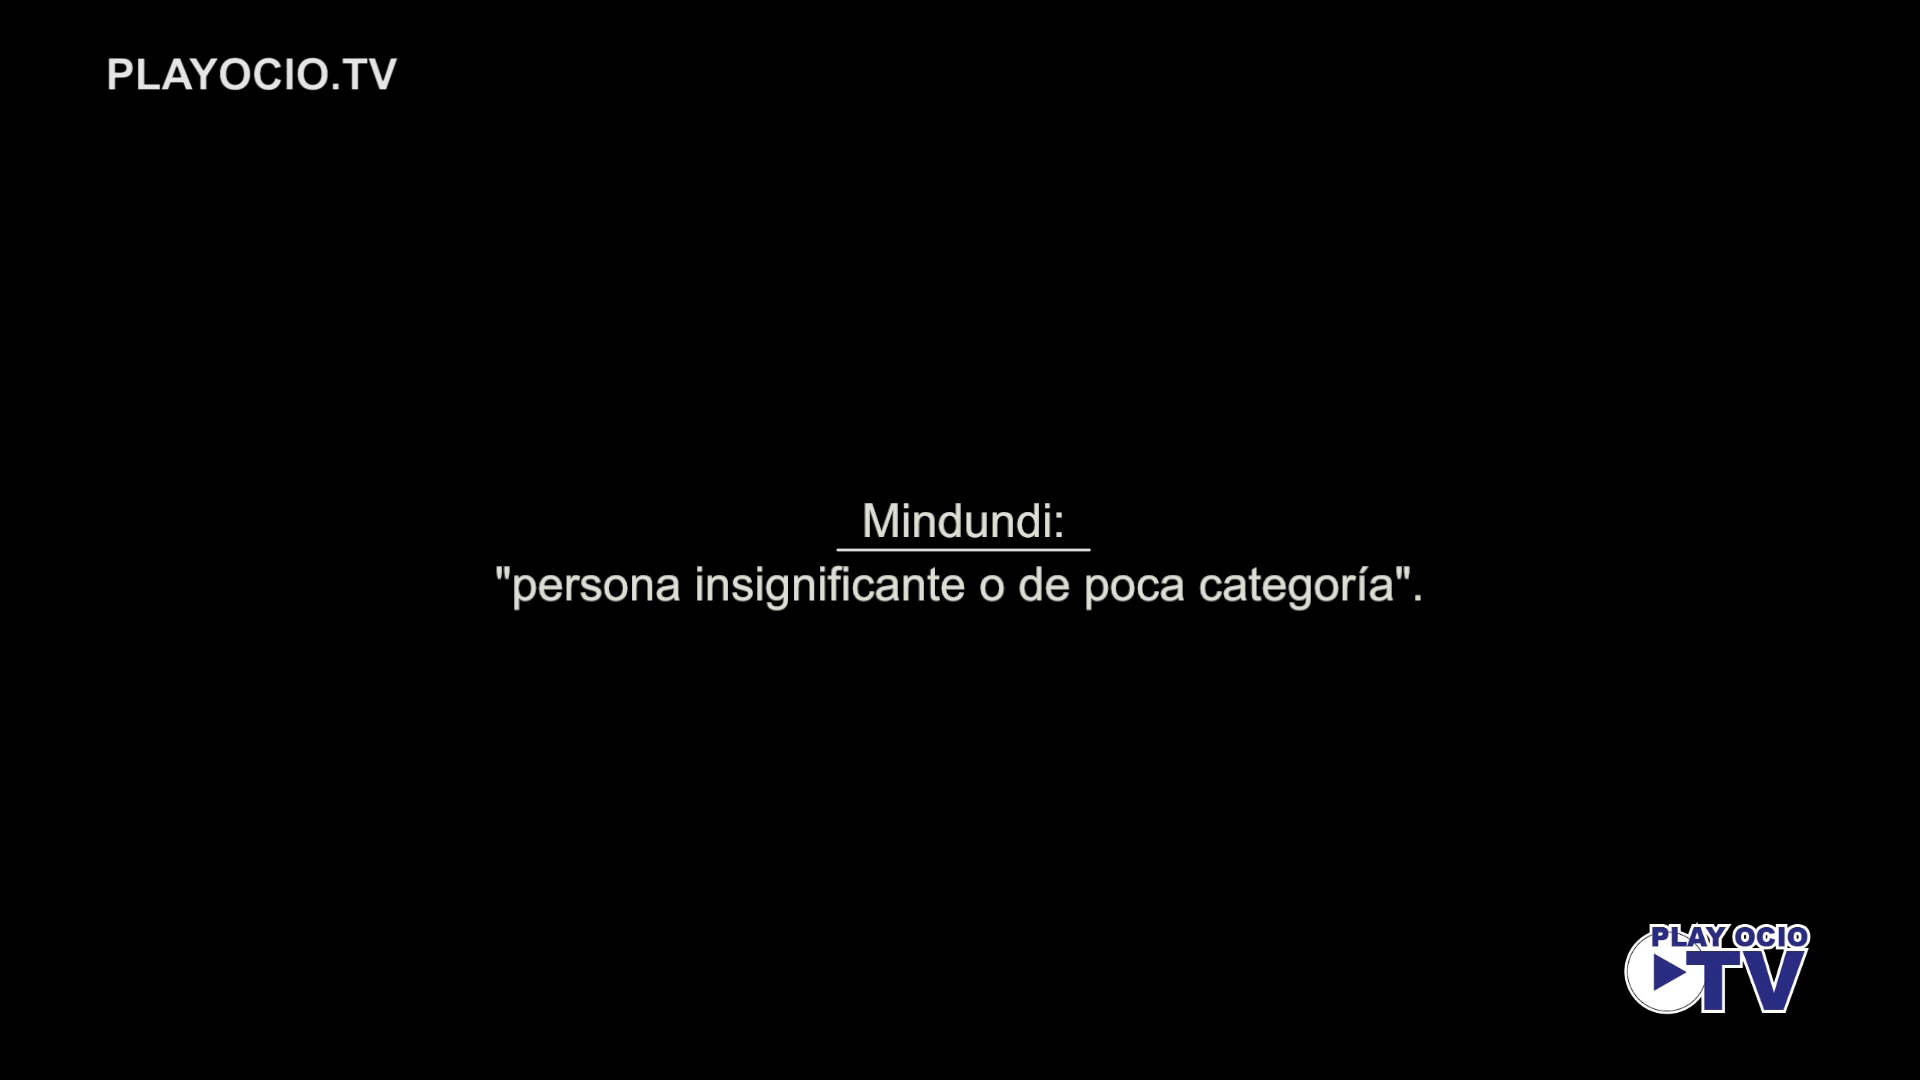 PLAYOCIO.TV
Mindundi:
"persona insignificante o de poca categoría".
PLAY OCIO
TV